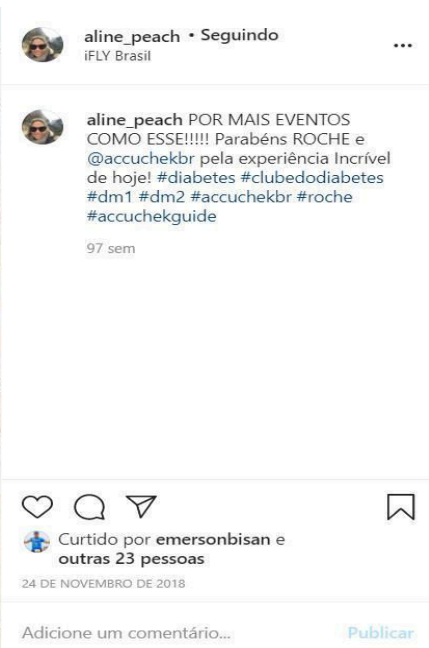 aline_peach • Seguindo
iFLY Brasil
aline_peach POR MAIS EVENTOS
COMO ESSE!!!!! Parabéns ROCHE e
@accuchekbr pela experiência Incrível
de hoje! #diabetes #clubedodiabetes
#dm1 #dm2 #accuchekbr #roche
#accuchekguide
97 sem
Curtido por emersonbisan e
outras 23 pessoas
24 DE NOVEMBRO DE 2018
Adicione um comentário... Publicar